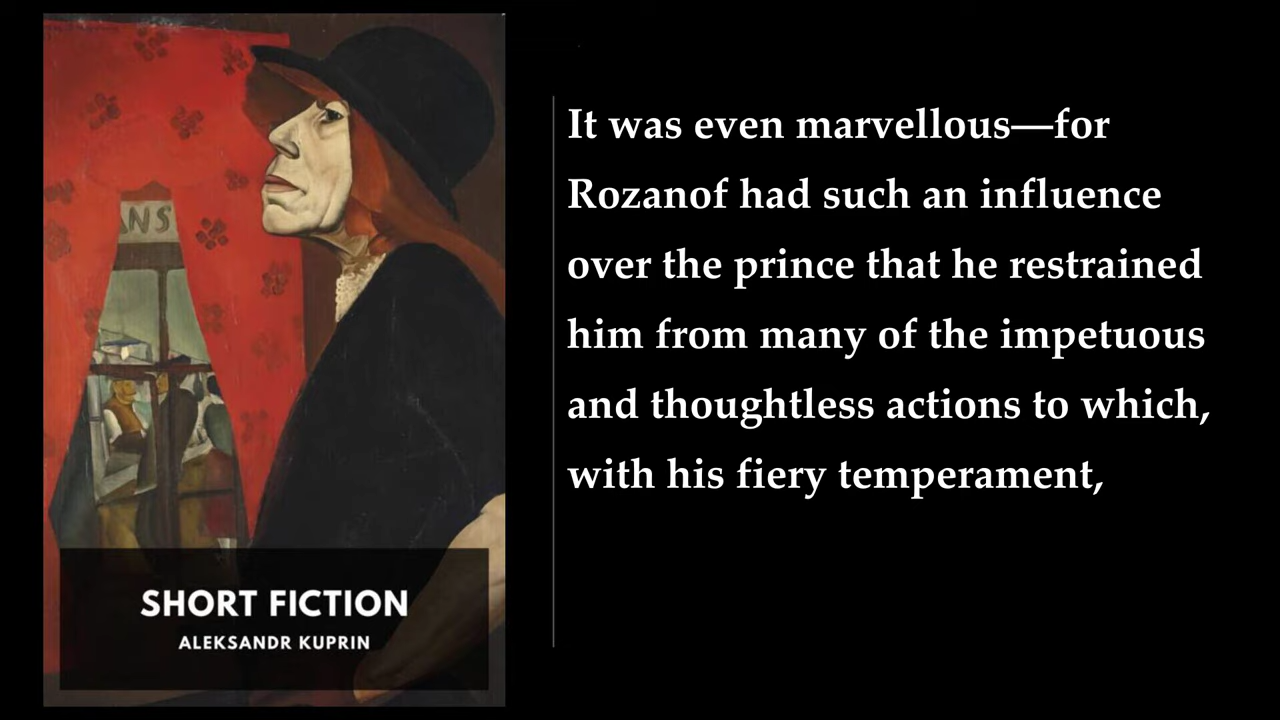 ANS
SHORT FICTION
ALEKSANDR KUPRIN
It was even marvellous—for
Rozanof had such an influence
over the prince that he restrained
him from many of the impetuous
and thoughtless actions to which,
with his fiery temperament,